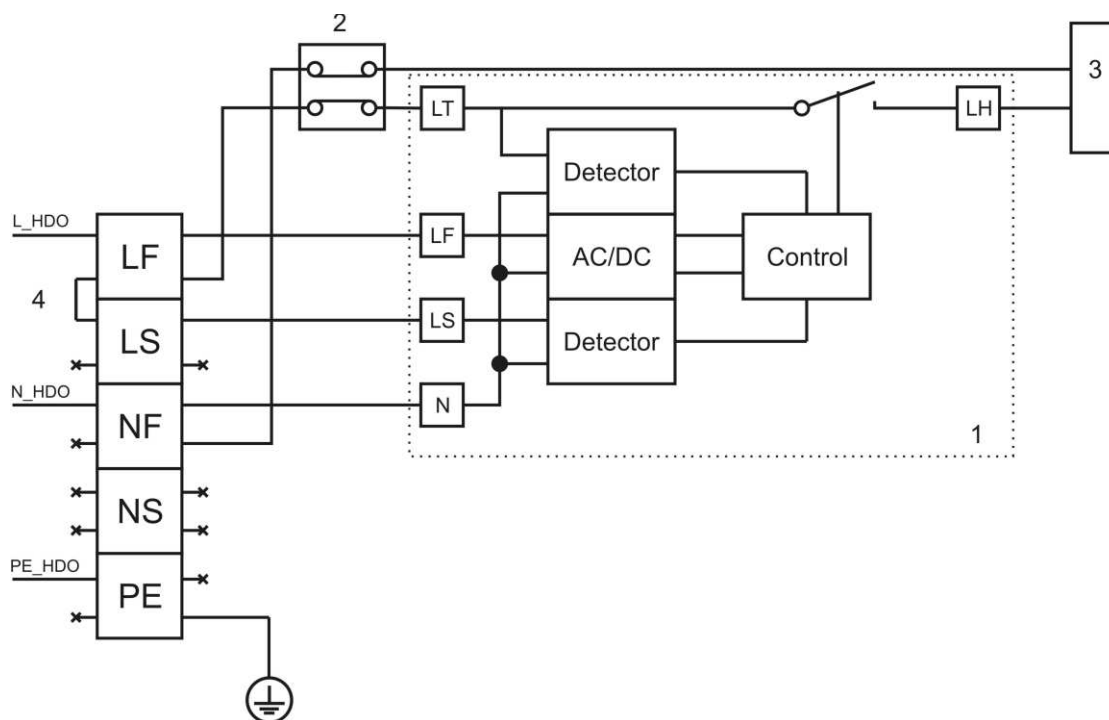 2
3
LT
LH
Detector
L_HDO
LF
LF
AC/DC
Control
4
LS
LS
Detector
N_HDO
NF
N
1
NS
PE_HDO
PE